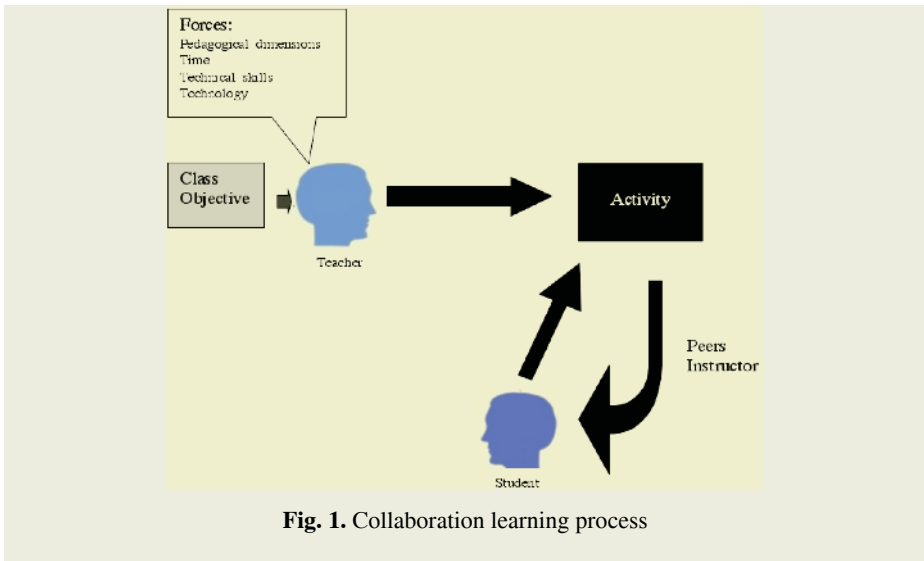 Forces:
Pedagogical dimensions
Time
Technical skills
Technology
Class
Objective
Teacher
Activity
Peers
Instructor
Student
Fig. 1. Collaboration learning process